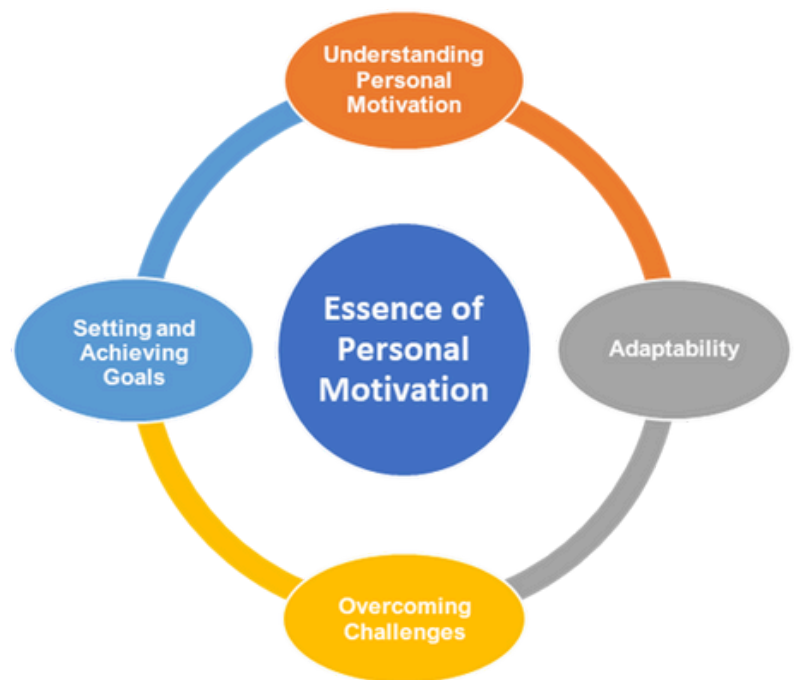 Understanding
Personal
Motivation
Essence of
Personal
Motivation
Setting and
Achieving
Goals
Adaptability
Overcoming
Challenges